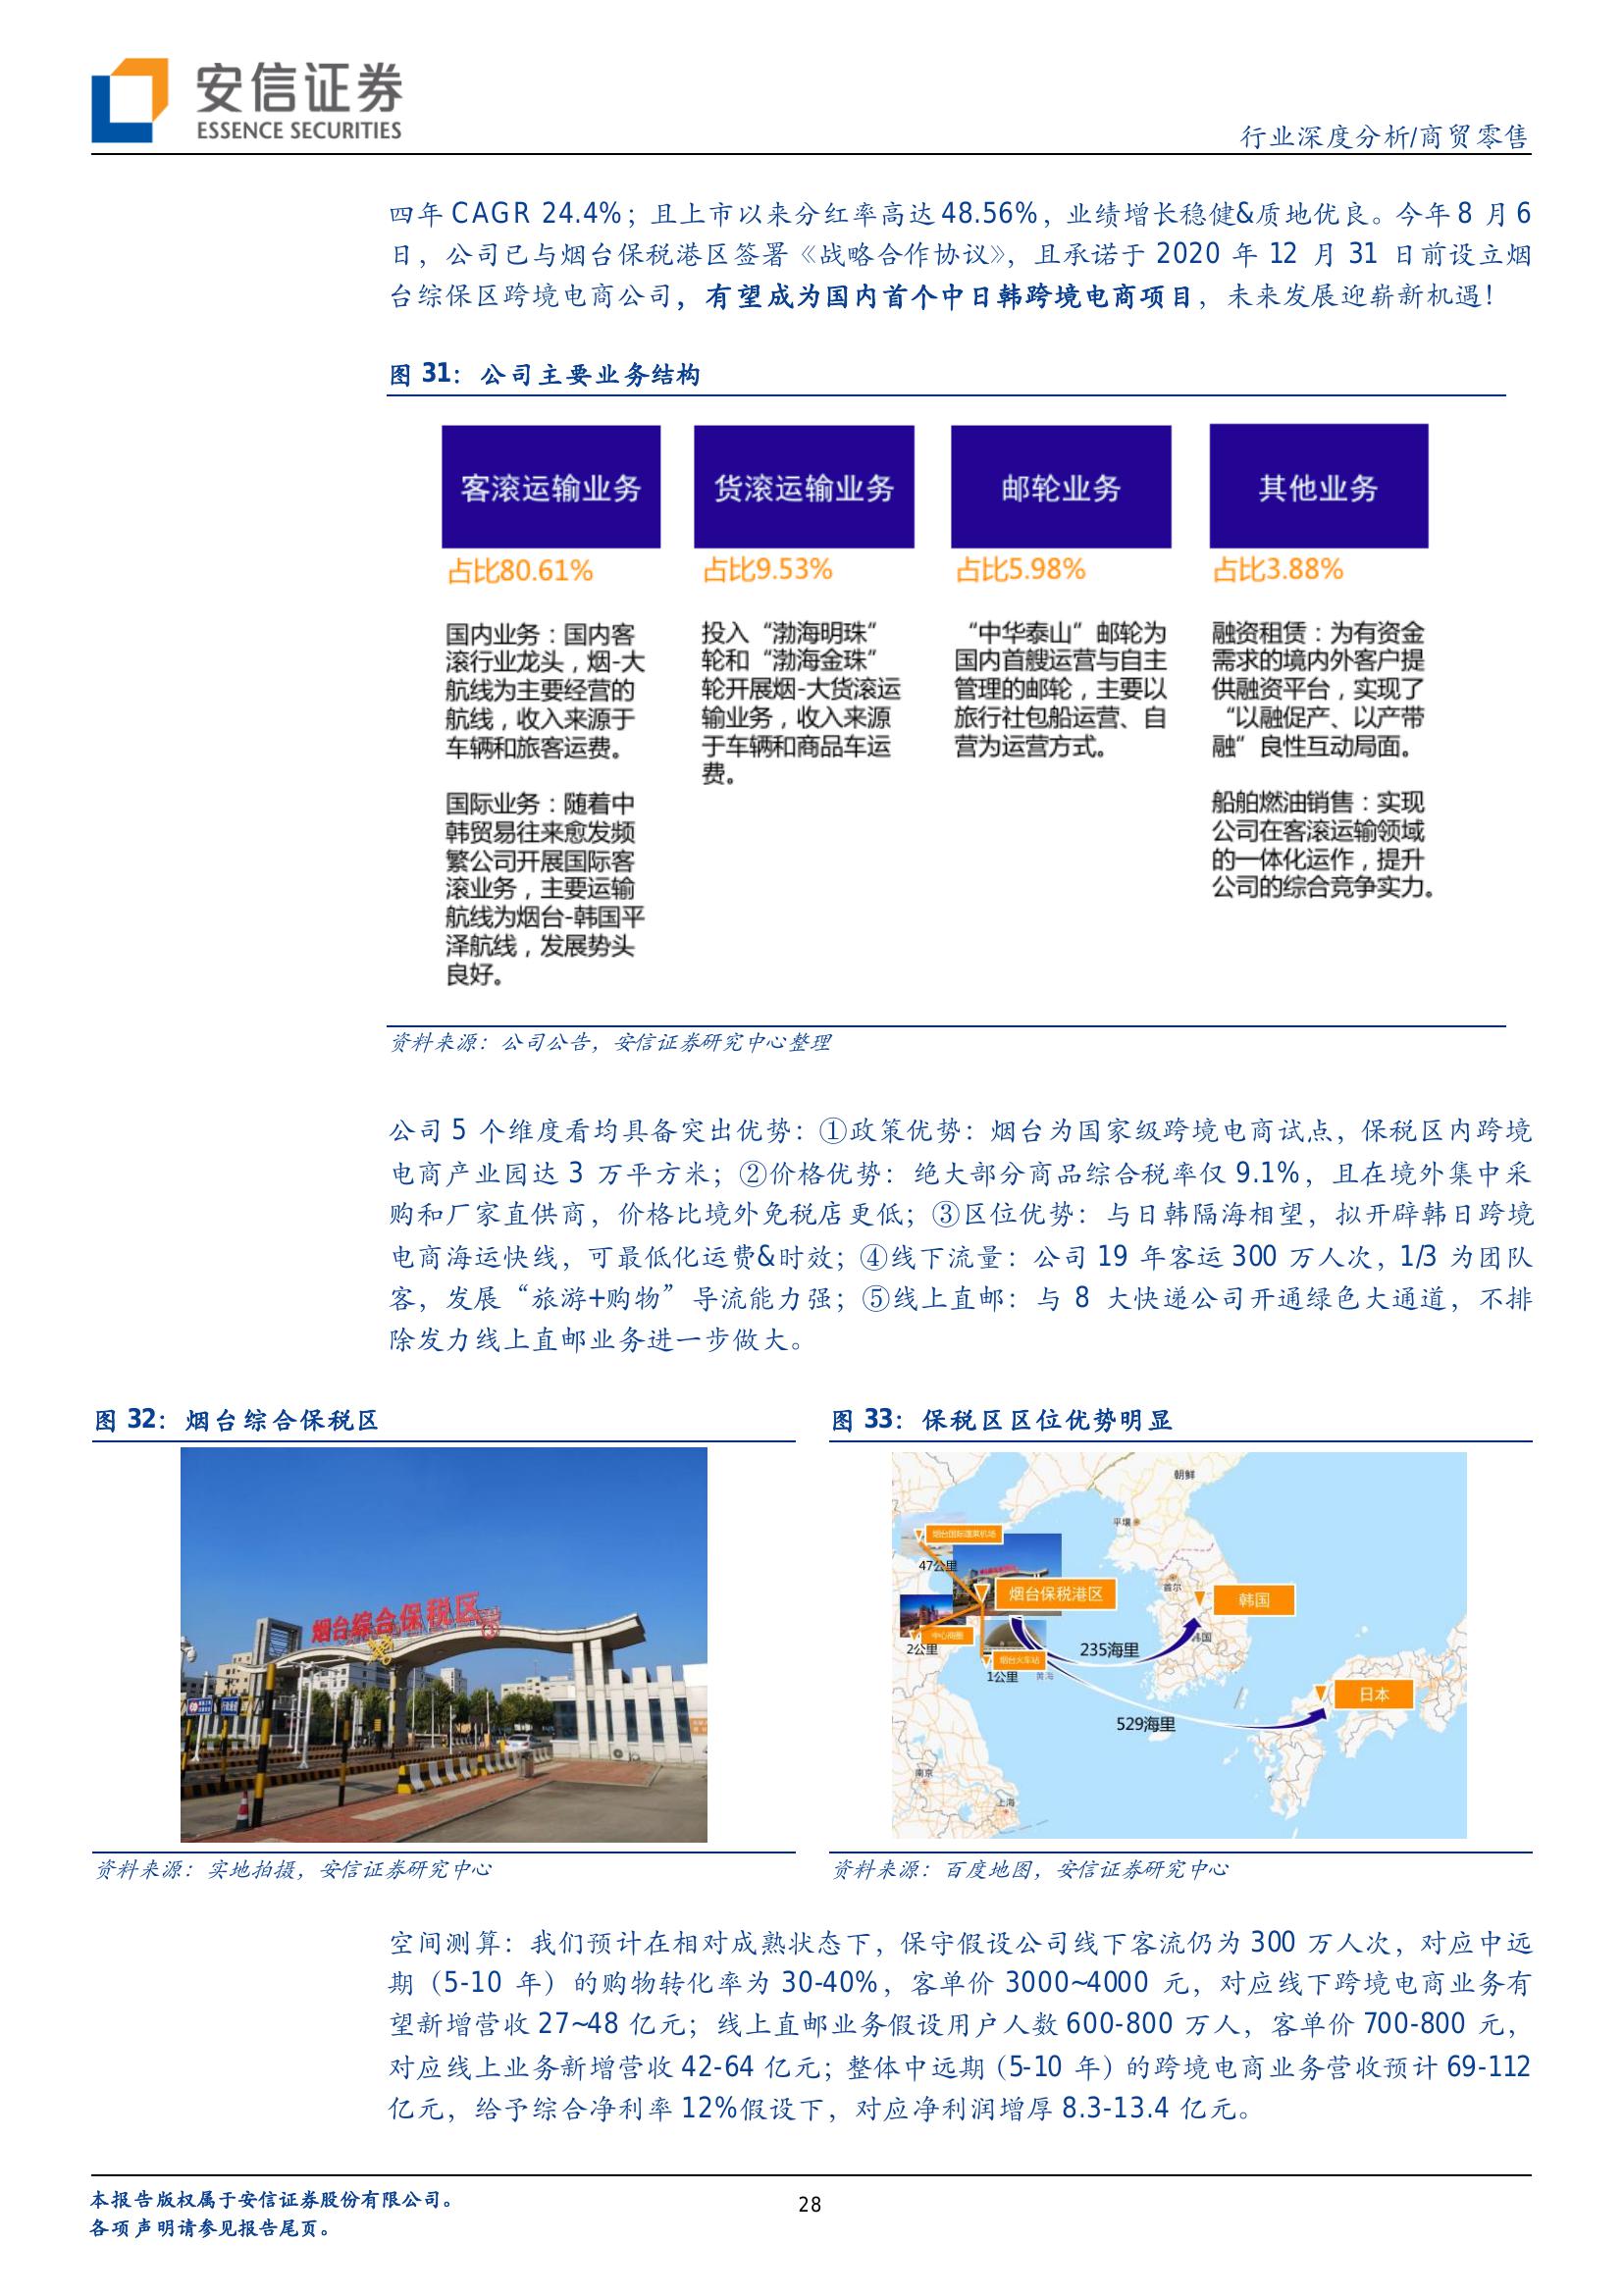 安信证券
ESSENCE SECURITIES
行业深度分析/商贸零售
四年 CAGR 24.4%；且上市以来分红率高达 48.56%，业绩增长稳健&质地优良。今年 8 月 6
日，公司已与烟台保税港区签署《战略合作协议》，且承诺于 2020 年 12 月 31 日前设立烟
台综保区跨境电商公司，有望成为国内首个中日韩跨境电商项目，未来发展迎崭新机遇！
图 31：公司主要业务结构
客滚运输业务
占比80.61%
国内业务：国内客
滚行业龙头，烟-大
航线为主要经营的
航线，收入来源于
车辆和旅客运费。
国际业务：随着中
韩贸易往来愈发频
繁公司开展国际客
滚业务，主要运输
航线为烟台-韩国平
泽航线，发展势头
良好。
货滚运输业务
占比9.53%
投入“渤海明珠”
轮和“渤海金珠”
轮开展烟-大货滚运
输业务，收入来源
于车辆和商品车运
费。
邮轮业务
占比5.98%
“中华泰山”邮轮为
国内首艘运营与自主
管理的邮轮，主要以
旅行社包船运营、自
营为运营方式。
其他业务
占比3.88%
融资租赁：为有资金
需求的境内外客户提
供融资平台，实现了
“以融促产、以产带
融”良性互动局面。
船舶燃油销售：实现
公司在客滚运输领域
的一体化运作，提升
公司的综合竞争实力。
资料来源：公司公告，安信证券研究中心整理
公司 5 个维度看均具备突出优势：①政策优势：烟台为国家级跨境电商试点，保税区内跨境
电商产业园达 3 万平方米；②价格优势：绝大部分商品综合税率仅 9.1%，且在境外集中采
购和厂家直供商，价格比境外免税店更低；③区位优势：与日韩隔海相望，拟开辟韩日跨境
电商海运快线，可最低化运费&时效；④线下流量：公司 19 年客运 300 万人次，1/3 为团队
客，发展“旅游+购物”导流能力强；⑤线上直邮：与 8 大快递公司开通绿色大通道，不排
除发力线上直邮业务进一步做大。
图 32：烟台综合保税区
烟台综合保税区
资料来源：实地拍摄，安信证券研究中心
图 33：保税区区位优势明显
朝鲜
平壤
烟台国际蓬莱机场
47公里
烟台保税港区
首尔
韩国
韩国
中心商圈
2公里
烟台火车站
1公里
黄海
235海里
日本
529海里
南京
上海
资料来源：百度地图，安信证券研究中心
空间测算：我们预计在相对成熟状态下，保守假设公司线下客流仍为 300 万人次，对应中远
期（5-10 年）的购物转化率为 30-40%，客单价 3000~4000 元，对应线下跨境电商业务有
望新增营收 27~48 亿元；线上直邮业务假设用户人数 600-800 万人，客单价 700-800 元，
对应线上业务新增营收 42-64 亿元；整体中远期（5-10 年）的跨境电商业务营收预计 69-112
亿元，给予综合净利率 12%假设下，对应净利润增厚 8.3-13.4 亿元。
本报告版权属于安信证券股份有限公司。
各项声明请参见报告尾页。
28